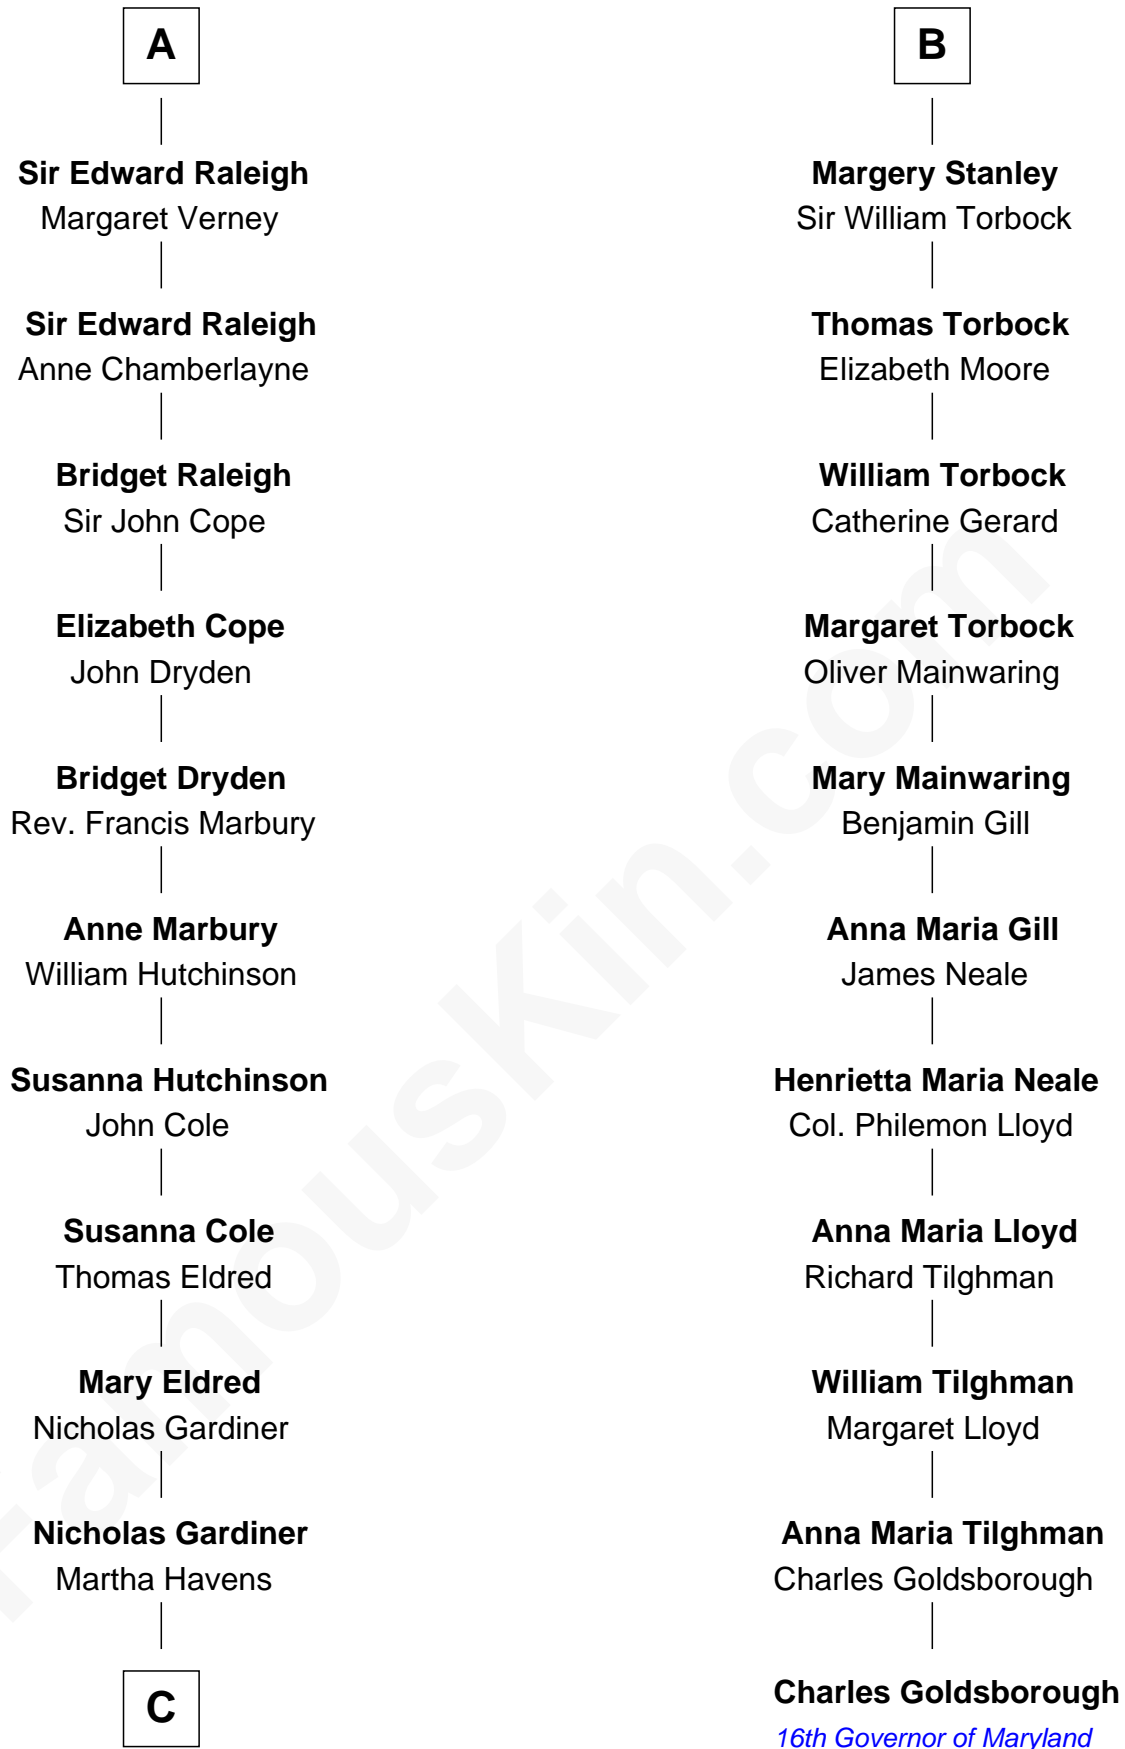 A
Sir Edward Raleigh
Margaret Verney
Sir Edward Raleigh
Anne Chamberlayne
Bridget Raleigh
Sir John Cope
Elizabeth Cope
John Dryden
Bridget Dryden
Rev. Francis Marbury
Anne Marbury
William Hutchinson
Susanna Hutchinson
John Cole
Susanna Cole
Thomas Eldred
Mary Eldred
Nicholas Gardiner
Nicholas Gardiner
Martha Havens
C
B
Margery Stanley
Sir William Torbock
Thomas Torbock
Elizabeth Moore
William Torbock
Catherine Gerard
Margaret Torbock
Oliver Mainwaring
Mary Mainwaring
Benjamin Gill
Anna Maria Gill
James Neale
Henrietta Maria Neale
Col. Philemon Lloyd
Anna Maria Lloyd
Richard Tilghman
William Tilghman
Margaret Lloyd
Anna Maria Tilghman
Charles Goldsborough
Charles Goldsborough
16th Governor of Maryland
FamousKin.com